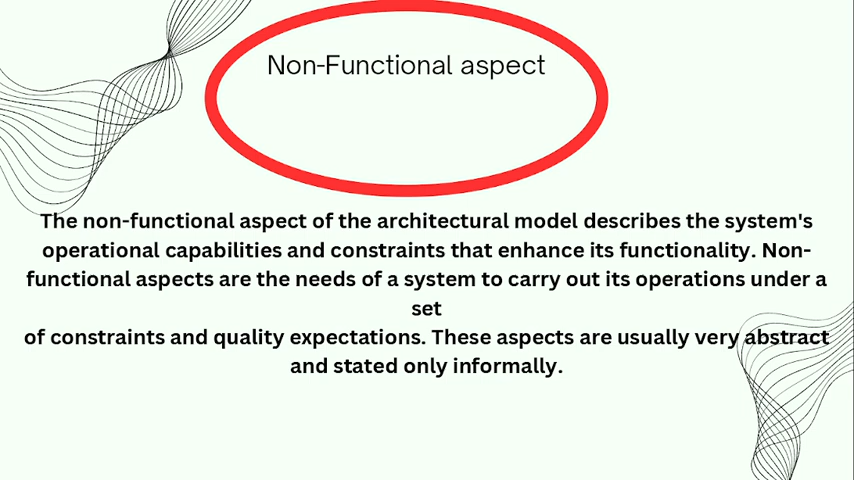 Non-Functional aspect
The non-functional aspect of the architectural model describes the system's
operational capabilities and constraints that enhance its functionality. Non-
functional aspects are the needs of a system to carry out its operations under a
set
of constraints and quality expectations. These aspects are usually very abstract
and stated only informally.